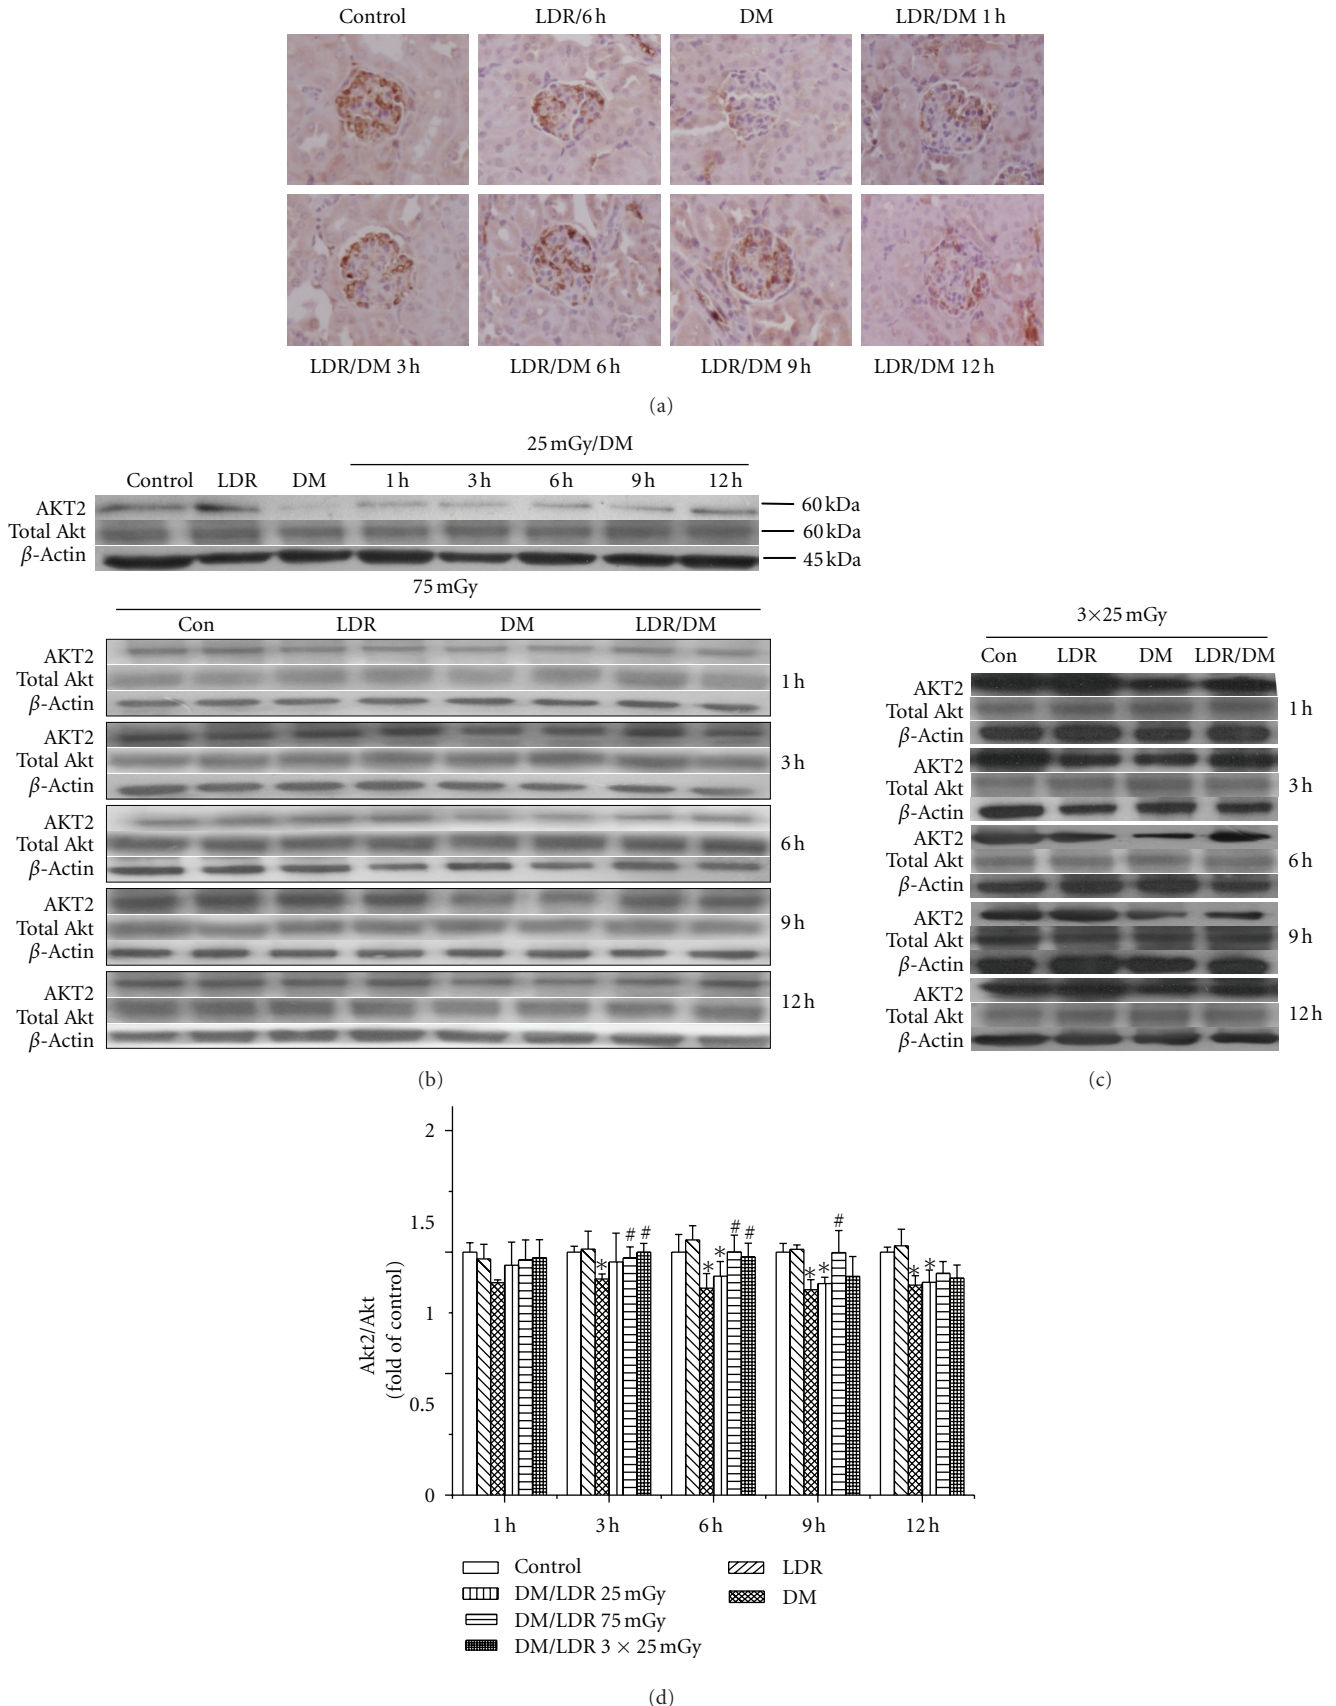 Control LDR/6 h DM LDR/DM 1 h
LDR/DM 3 h LDR/DM 6 h LDR/DM 9 h LDR/DM 12 h
(a)
25 mGy/DM
Control LDR DM 1 h 3 h 6 h 9 h 12 h
AKT2 60 kDa
Total Akt 60 kDa
β-Actin 45 kDa
75 mGy
Con LDR DM LDR/DM
AKT2
Total Akt 1 h
β-Actin
AKT2
Total Akt 3 h
β-Actin
AKT2
Total Akt 6 h
β-Actin
AKT2
Total Akt 9 h
β-Actin
AKT2
Total Akt 12 h
β-Actin
(b)
3×25 mGy
Con LDR DM LDR/DM
AKT2
Total Akt 1 h
β-Actin
AKT2
Total Akt 3 h
β-Actin
AKT2
Total Akt 6 h
β-Actin
AKT2
Total Akt 9 h
β-Actin
AKT2
Total Akt 12 h
β-Actin
(c)
Akt2/Akt
(fold of control)
2
1.5
1
0.5
0
# # # # #
* * * * * * *
1 h 3 h 6 h 9 h 12 h
Control LDR
DM/LDR 25 mGy DM
DM/LDR 75 mGy
DM/LDR 3 × 25 mGy
(d)